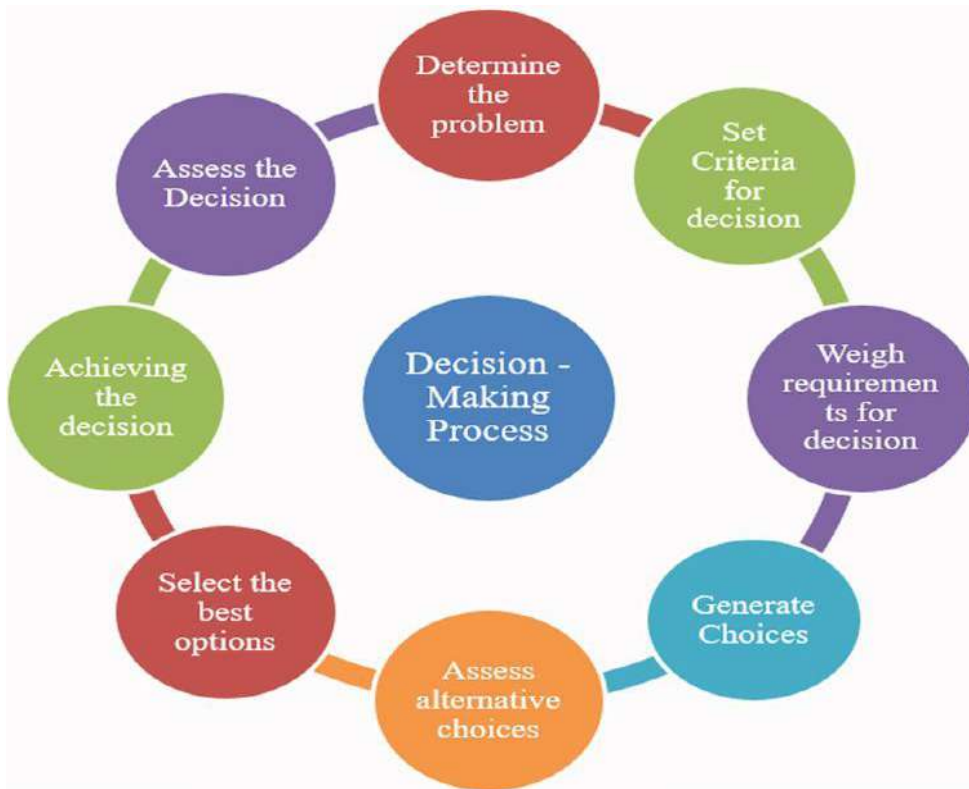 Determine
the
problem
Set
Criteria
for
decision
Weigh
requiremen
ts for
decision
Generate
Choices
Assess
alternative
choices
Select the
best
options
Achieving
the
decision
Assess the
Decision
Decision -
Making
Process